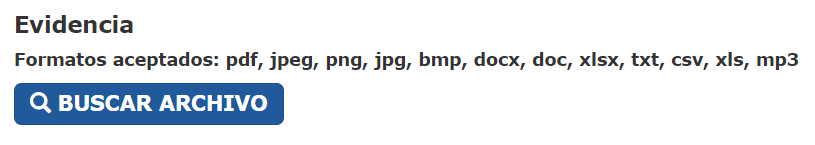 Evidencia
Formatos aceptados: pdf, jpeg, png, jpg, bmp, docx, doc, xlsx, txt, csv, xls, mp3
BUSCAR ARCHIVO